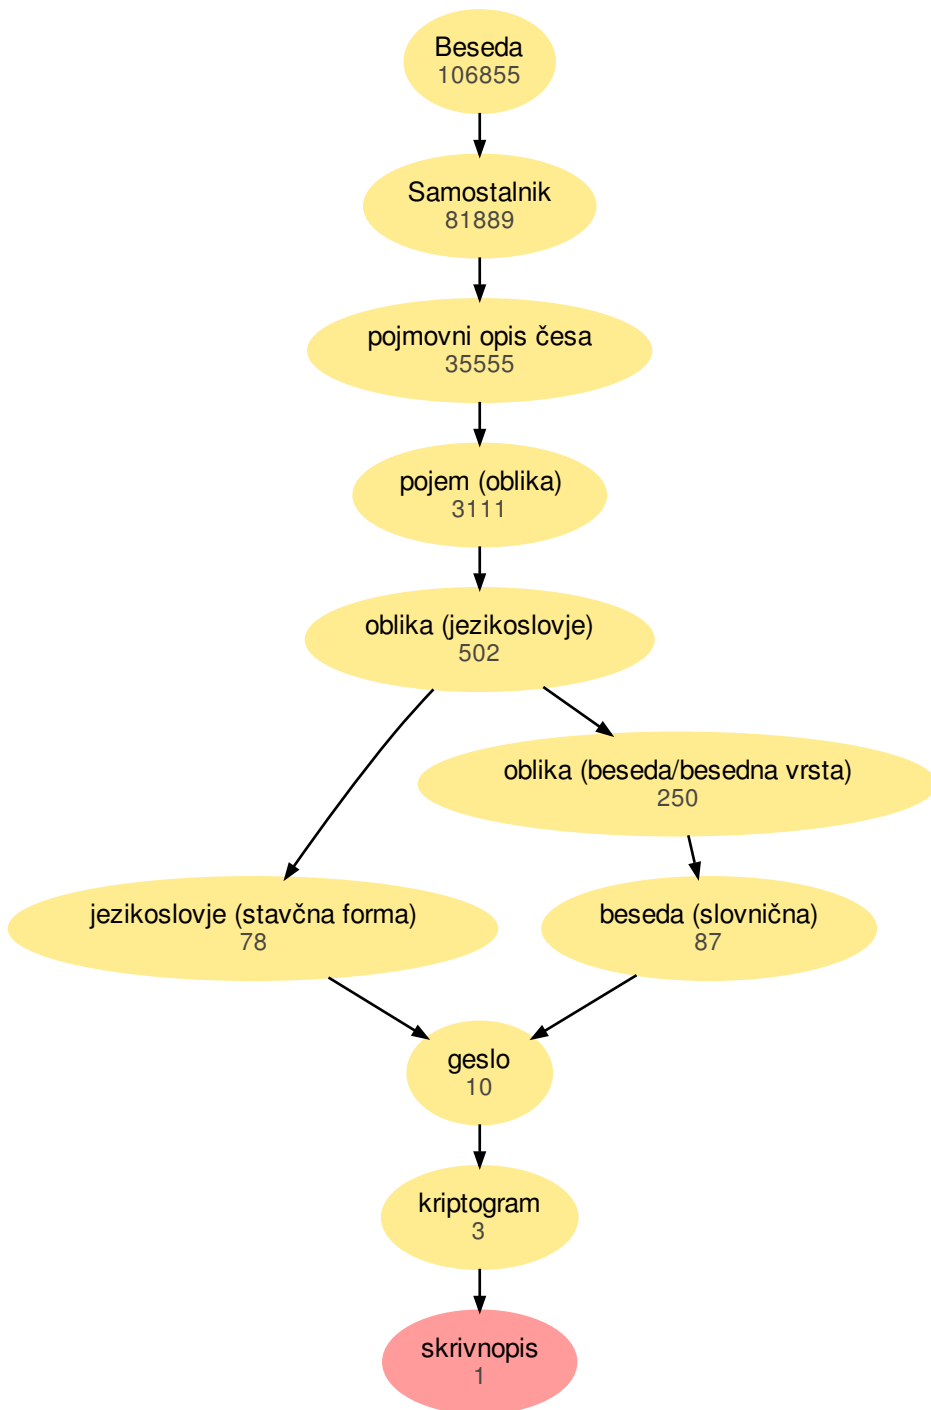 Beseda
106855
Samostalnik
81889
pojmovni opis česa
35555
pojem (oblika)
3111
oblika (jezikoslovje)
502
oblika (beseda/besedna vrsta)
250
jezikoslovje (stavčna forma)
78
beseda (slovnična)
87
geslo
10
kriptogram
3
skrivnopis
1